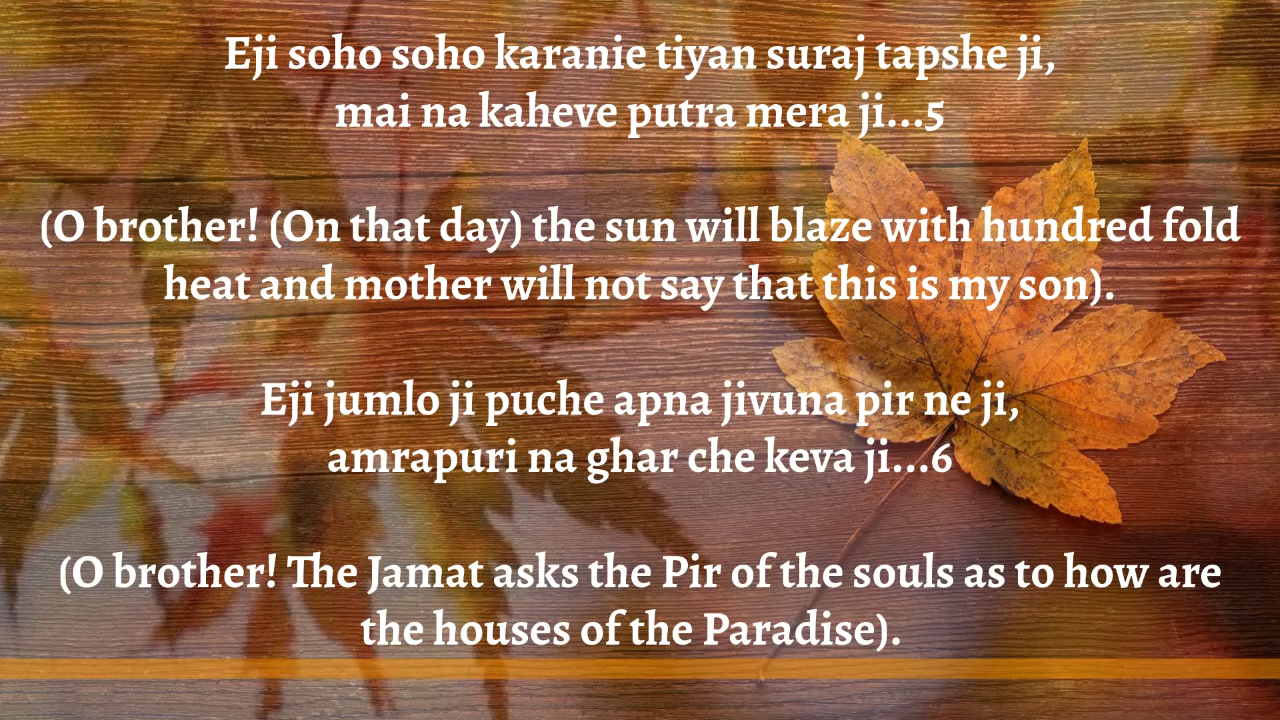 Eji soho soho karanie tiyan suraj tapshe ji,
mai na kaheve putra mera ji...5
(O brother! (On that day) the sun will blaze with hundred fold
heat and mother will not say that this is my son).
Eji jumlo ji puche apna jivuna pir ne ji,
amrapuri na ghar che keva ji...6
(O brother! The Jamat asks the Pir of the souls as to how are
the houses of the Paradise).